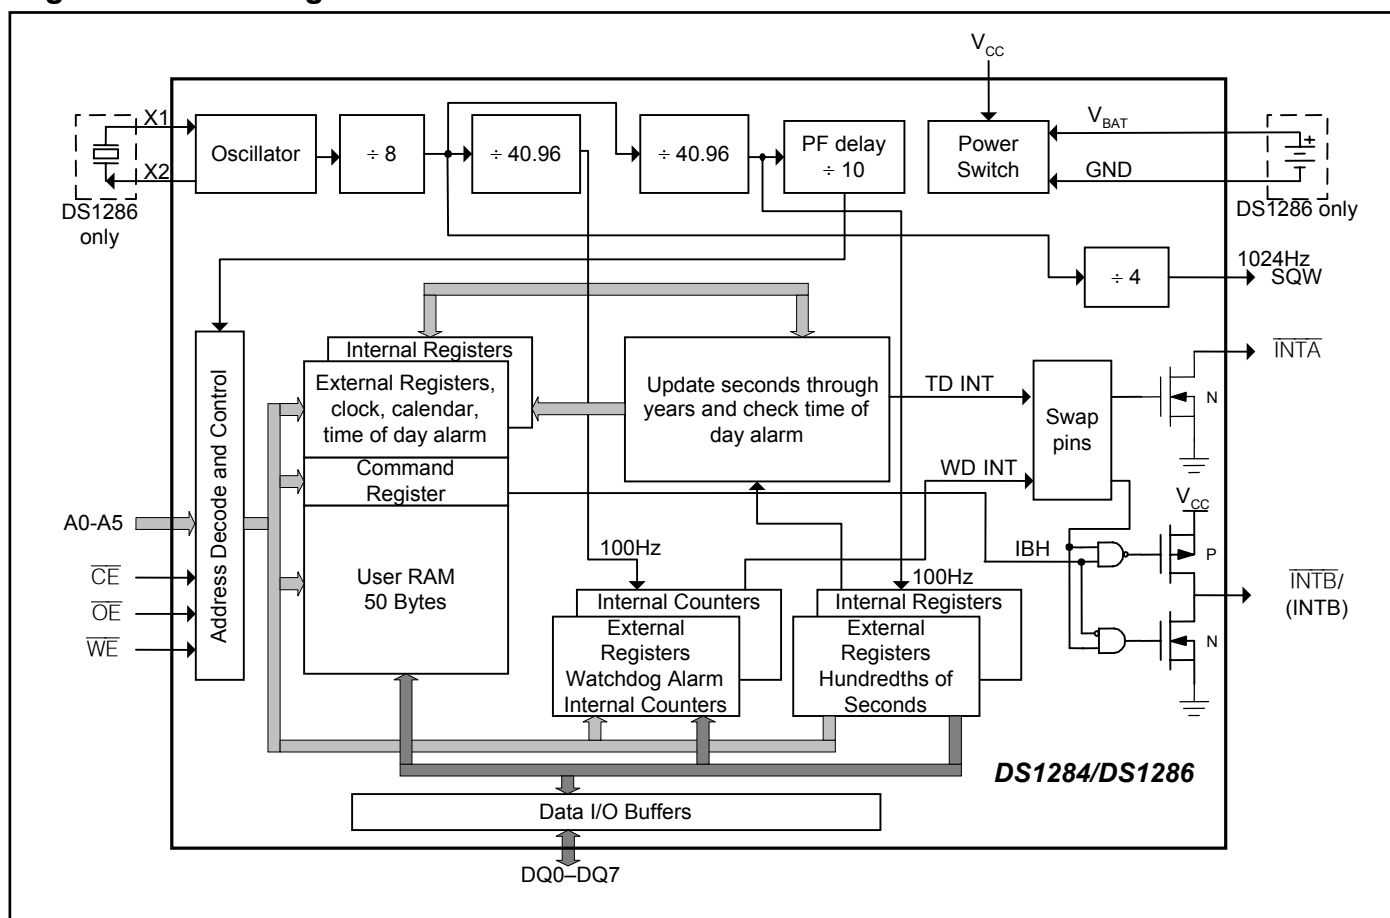 V_CC
X1
X2
DS1286
only
Oscillator
÷ 8
÷ 40.96
÷ 40.96
PF delay
÷ 10
Power
Switch
V_BAT
GND
+
DS1286 only
÷ 4
1024Hz
SQW
Internal Registers
External Registers,
clock, calendar,
time of day alarm
Command
Register
User RAM
50 Bytes
Update seconds through
years and check time of
day alarm
TD INT
WD INT
Swap
pins
INTA
N
V_CC
P
IBH
INTB/
(INTB)
N
Address Decode and Control
A0-A5
CE
OE
WE
100Hz
Internal Counters
External
Registers
Watchdog Alarm
Internal Counters
100Hz
Internal Registers
External
Registers
Hundredths of
Seconds
DS1284/DS1286
Data I/O Buffers
DQ0–DQ7